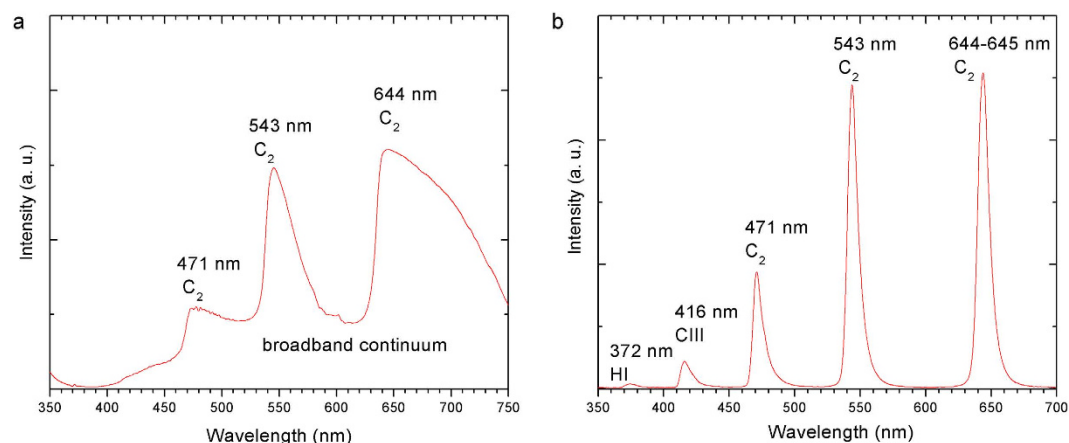 a
644 nm
C2
543 nm
C2
471 nm
C2
broadband continuum
Intensity (a. u.)
350 400 450 500 550 600 650 700 750
Wavelength (nm)
b
543 nm
C2
644-645 nm
C2
471 nm
C2
416 nm
CIII
372 nm
HI
Intensity (a. u.)
350 400 450 500 550 600 650 700
Wavelength (nm)